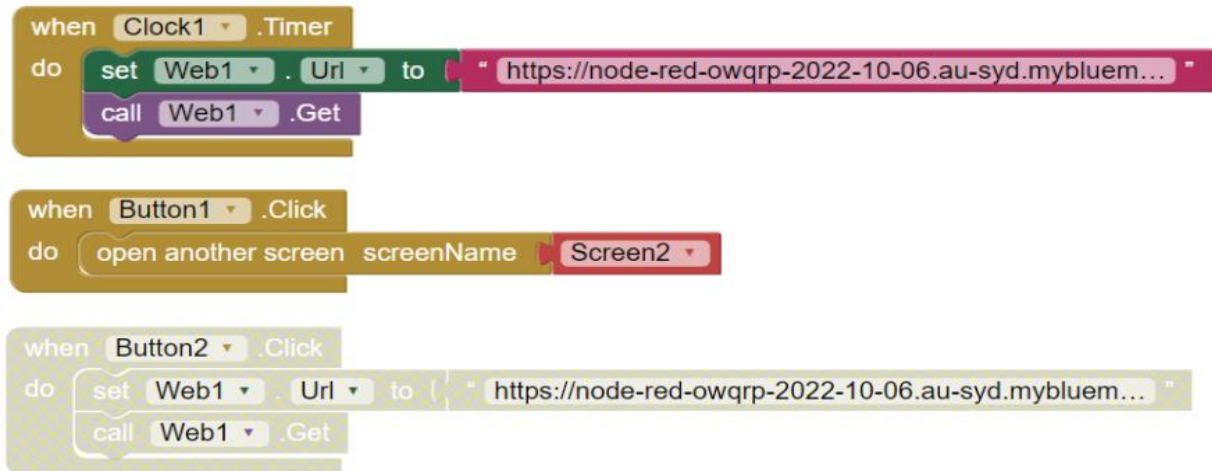 when Clock1 .Timer
do set Web1 . Url to " https://node-red-owqrp-2022-10-06.au-syd.mybluem… "
call Web1 .Get
when Button1 .Click
do open another screen screenName Screen2
when Button2 .Click
do set Web1 . Url to " https://node-red-owqrp-2022-10-06.au-syd.mybluem… "
call Web1 .Get